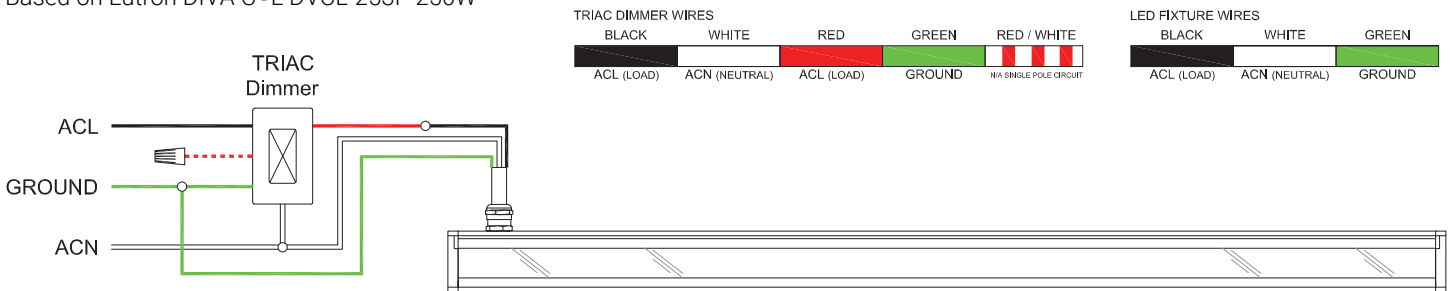 TRIAC DIMMER WIRES
BLACK WHITE RED GREEN RED / WHITE
ACL (LOAD) ACN (NEUTRAL) ACL (LOAD) GROUND N/A SINGLE POLE CIRCUIT
LED FIXTURE WIRES
BLACK WHITE GREEN
ACL (LOAD) ACN (NEUTRAL) GROUND
TRIAC
Dimmer
ACL
GROUND
ACN